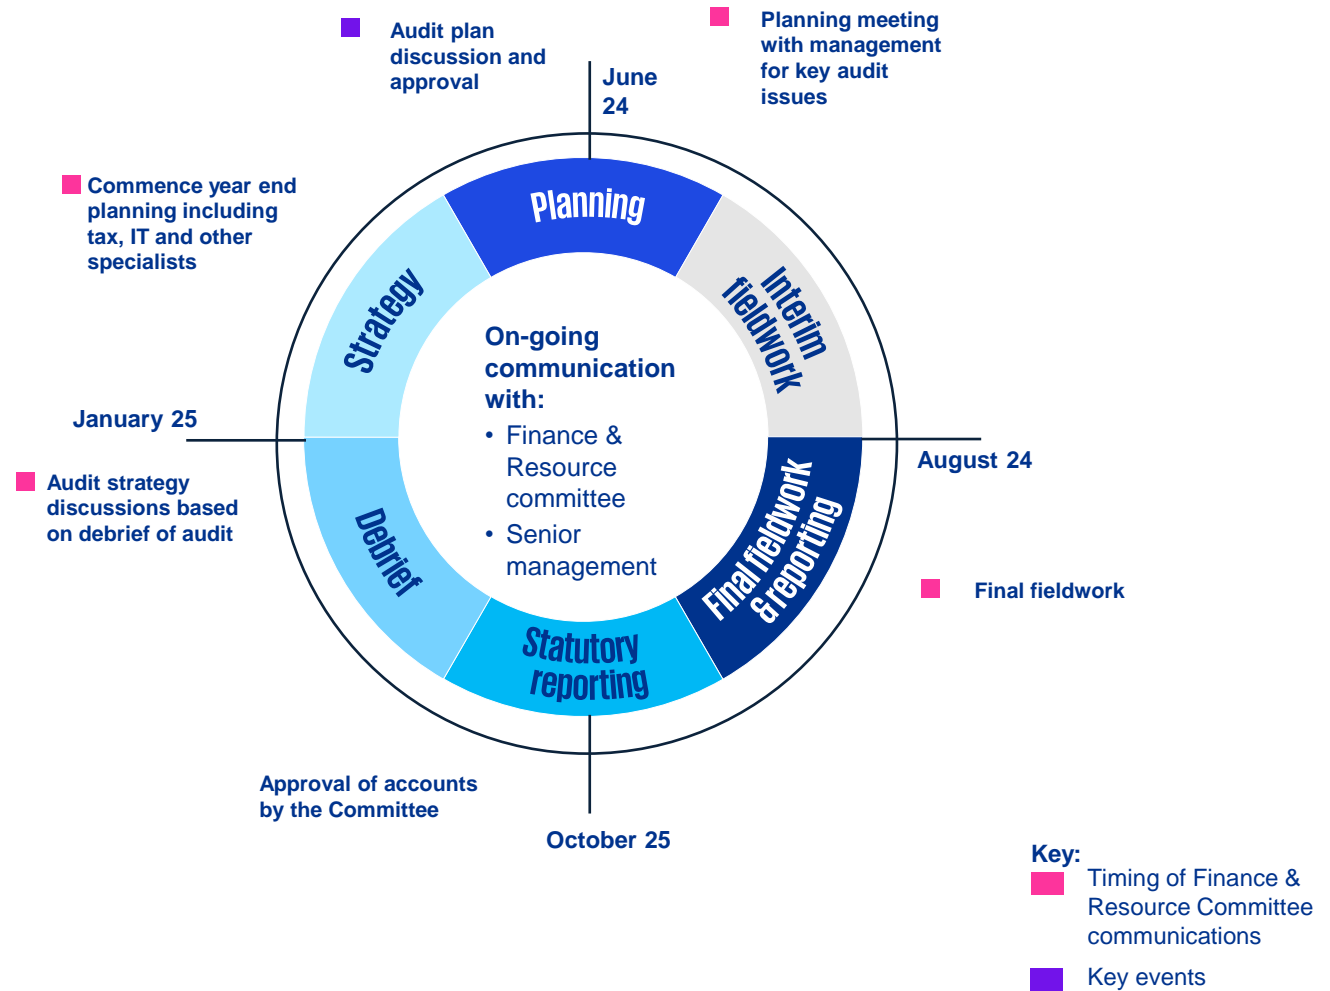 Audit plan
discussion and
approval
June
24
Planning meeting
with management
for key audit
issues
Commence year end
planning including
tax, IT and other
specialists
Planning
Interim
fieldwork
Strategy
On-going
communication
with:
• Finance &
Resource
committee
• Senior
management
January 25
August 24
Audit strategy
discussions based
on debrief of audit
Debrief
Final fieldwork
& reporting
Final fieldwork
Statutory
reporting
Approval of accounts
by the Committee
October 25
Key:
Timing of Finance &
Resource Committee
communications
Key events